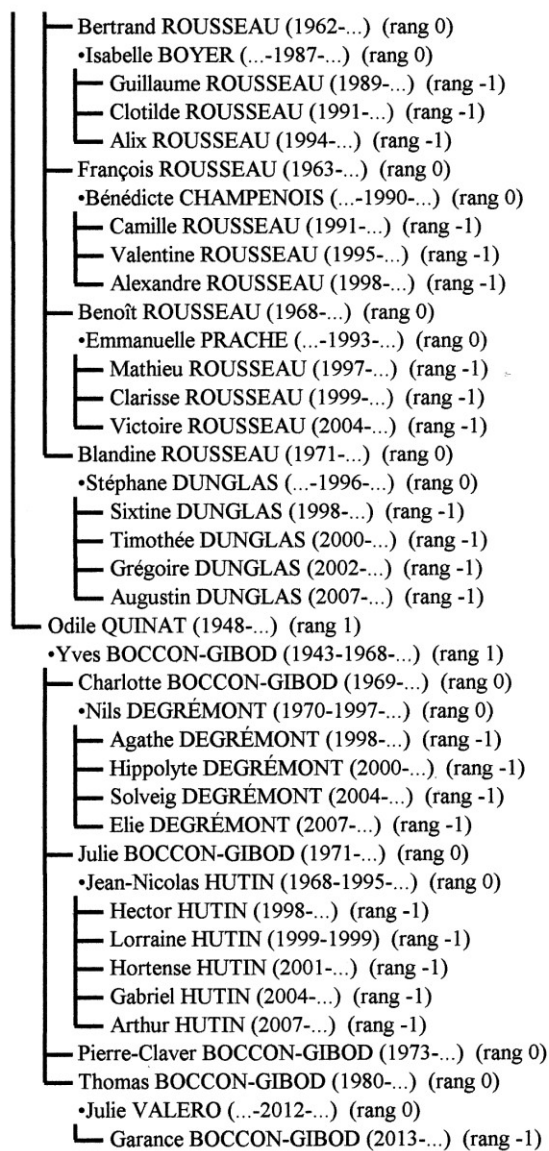 Bertrand ROUSSEAU (1962-...) (rang 0)
•Isabelle BOYER (...-1987-...) (rang 0)
Guillaume ROUSSEAU (1989-...) (rang -1)
Clotilde ROUSSEAU (1991-...) (rang -1)
Alix ROUSSEAU (1994-...) (rang -1)
François ROUSSEAU (1963-...) (rang 0)
•Bénédicte CHAMPENOIS (...-1990-...) (rang 0)
Camille ROUSSEAU (1991-...) (rang -1)
Valentine ROUSSEAU (1995-...) (rang -1)
Alexandre ROUSSEAU (1998-...) (rang -1)
Benoît ROUSSEAU (1968-...) (rang 0)
•Emmanuelle PRACHE (...-1993-...) (rang 0)
Mathieu ROUSSEAU (1997-...) (rang -1)
Clarisse ROUSSEAU (1999-...) (rang -1)
Victoire ROUSSEAU (2004-...) (rang -1)
Blandine ROUSSEAU (1971-...) (rang 0)
•Stéphane DUNGLAS (...-1996-...) (rang 0)
Sixtine DUNGLAS (1998-...) (rang -1)
Timothée DUNGLAS (2000-...) (rang -1)
Grégoire DUNGLAS (2002-...) (rang -1)
Augustin DUNGLAS (2007-...) (rang -1)
Odile QUINAT (1948-...) (rang 1)
•Yves BOCCON-GIBOD (1943-1968-...) (rang 1)
Charlotte BOCCON-GIBOD (1969-...) (rang 0)
•Nils DEGRÉMONT (1970-1997-...) (rang 0)
Agathe DEGRÉMONT (1998-...) (rang -1)
Hippolyte DEGRÉMONT (2000-...) (rang -1)
Solveig DEGRÉMONT (2004-...) (rang -1)
Elie DEGRÉMONT (2007-...) (rang -1)
Julie BOCCON-GIBOD (1971-...) (rang 0)
•Jean-Nicolas HUTIN (1968-1995-...) (rang 0)
Hector HUTIN (1998-...) (rang -1)
Lorraine HUTIN (1999-1999) (rang -1)
Hortense HUTIN (2001-...) (rang -1)
Gabriel HUTIN (2004-...) (rang -1)
Arthur HUTIN (2007-...) (rang -1)
Pierre-Claver BOCCON-GIBOD (1973-...) (rang 0)
Thomas BOCCON-GIBOD (1980-...) (rang 0)
•Julie VALERO (...-2012-...) (rang 0)
Garance BOCCON-GIBOD (2013-...) (rang -1)